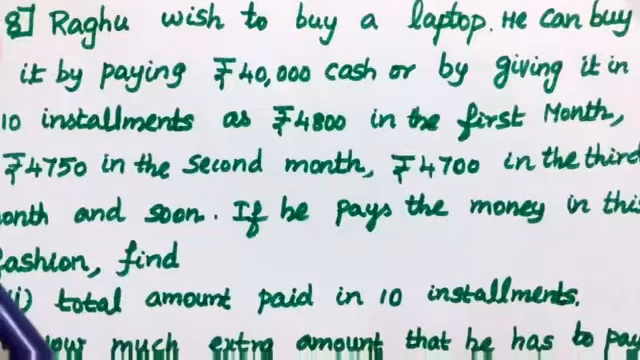 8] Raghu wish to buy a laptop. He can buy
it by paying ₹40,000 cash or by giving it in
10 installments as ₹4800 in the first Month,
₹4750 in the second month, ₹4700 in the third
onth and soon. If he pays the money in this
fashion, find
i) total amount paid in 10 installments.
ow much extra amount that he has to pay